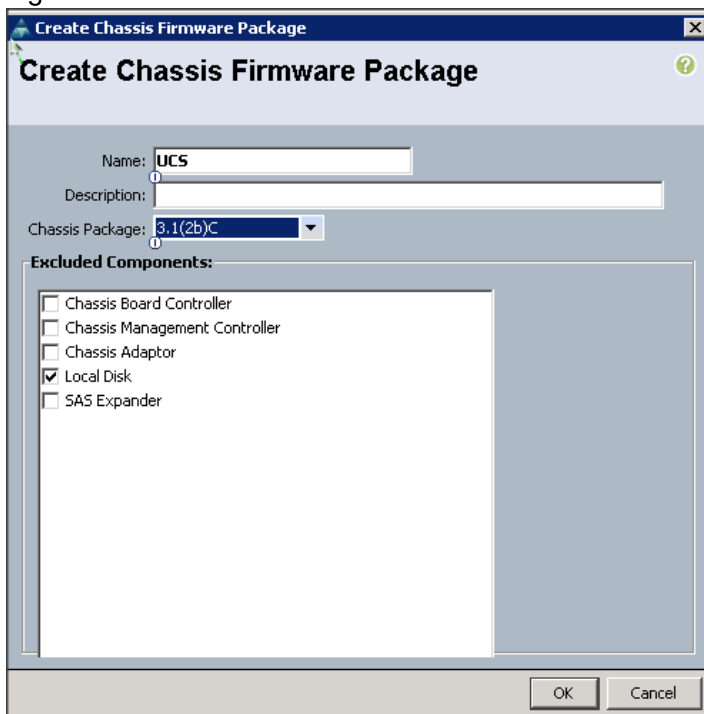 Create Chassis Firmware Package
Create Chassis Firmware Package
Name: UCS
Description:
Chassis Package: 3.1(2b)C
Excluded Components:
Chassis Board Controller
Chassis Management Controller
Chassis Adaptor
Local Disk
SAS Expander
OK Cancel